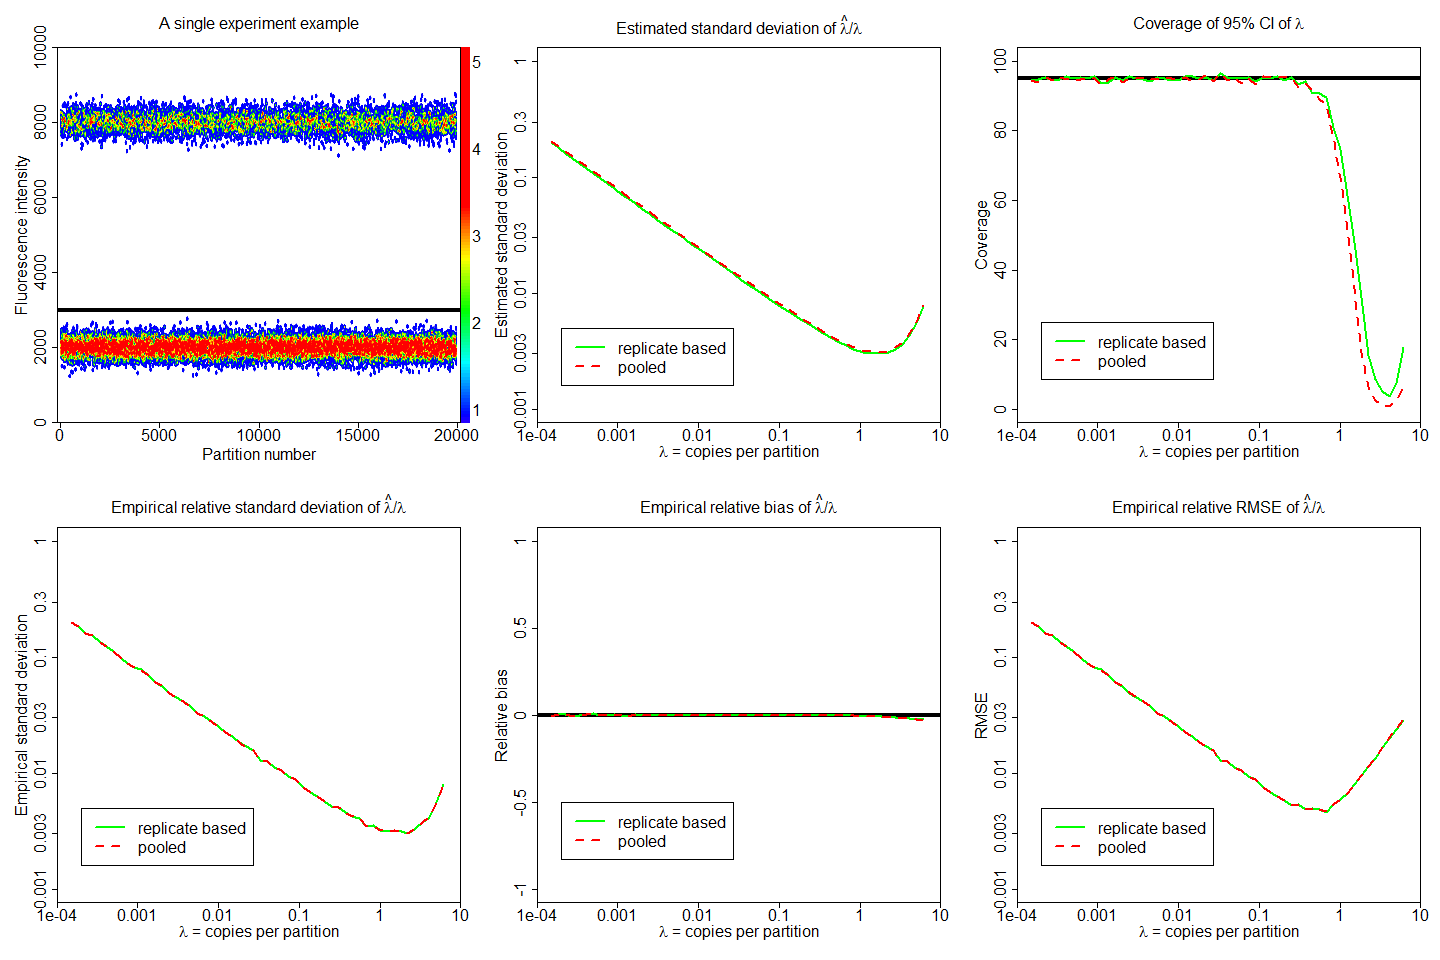 A single experiment example
Fluorescence intensity
0
2000
4000
6000
8000
10000
0
5000
10000
15000
20000
Partition number
5
4
3
2
1
Estimated standard deviation of λ̂/λ
Estimated standard deviation
1
0.3
0.1
0.03
0.01
0.003
0.001
replicate based
pooled
1e-04
0.001
0.01
0.1
1
10
λ = copies per partition
Coverage of 95% CI of λ
Coverage
100
80
60
40
20
0
replicate based
pooled
1e-04
0.001
0.01
0.1
1
10
λ = copies per partition
Empirical relative standard deviation of λ̂/λ
Empirical standard deviation
1
0.3
0.1
0.03
0.01
0.003
0.001
replicate based
pooled
1e-04
0.001
0.01
0.1
1
10
λ = copies per partition
Empirical relative bias of λ̂/λ
Relative bias
1
0.5
0
-0.5
-1
replicate based
pooled
1e-04
0.001
0.01
0.1
1
10
λ = copies per partition
Empirical relative RMSE of λ̂/λ
RMSE
1
0.3
0.1
0.03
0.01
0.003
0.001
replicate based
pooled
1e-04
0.001
0.01
0.1
1
10
λ = copies per partition